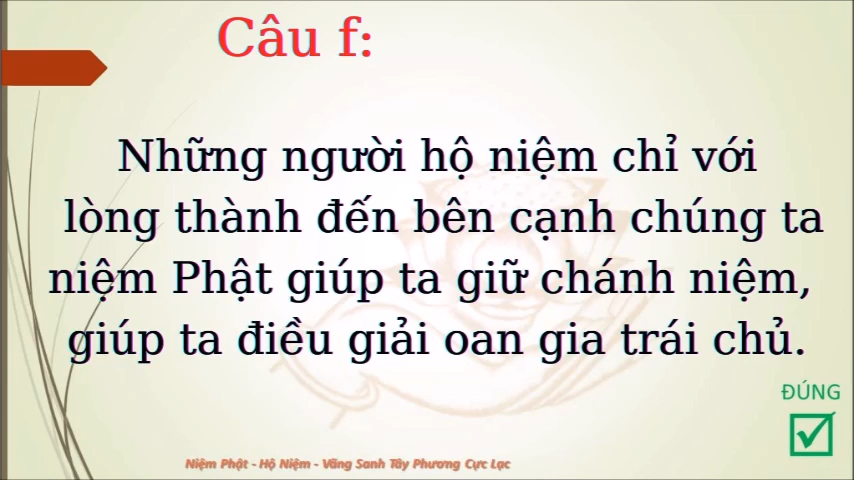 Câu f:
Những người hộ niệm chỉ với
lòng thành đến bên cạnh chúng ta
niệm Phật giúp ta giữ chánh niệm,
giúp ta điều giải oan gia trái chủ.
ĐÚNG
Niệm Phật - Hộ Niệm - Vãng Sanh Tây Phương Cực Lạc